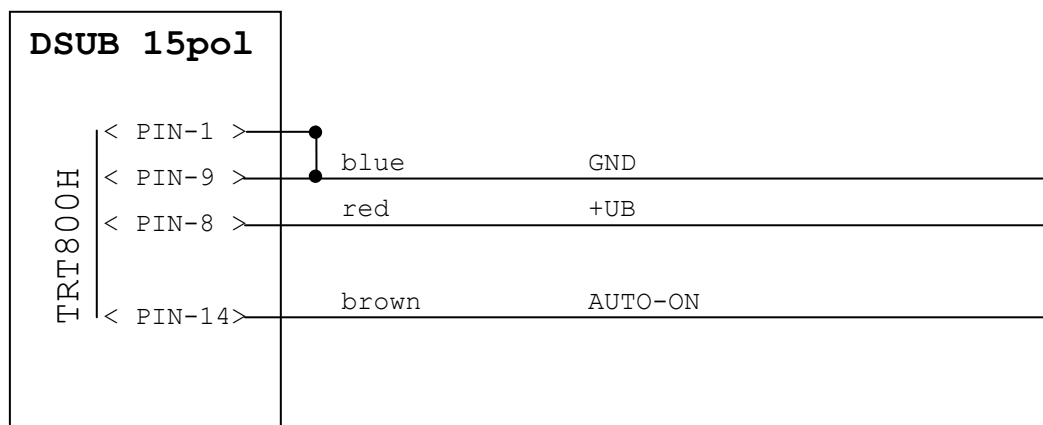 DSUB 15pol
TRT800H
< PIN-1 >
< PIN-9 > blue GND
< PIN-8 > red +UB
< PIN-14> brown AUTO-ON